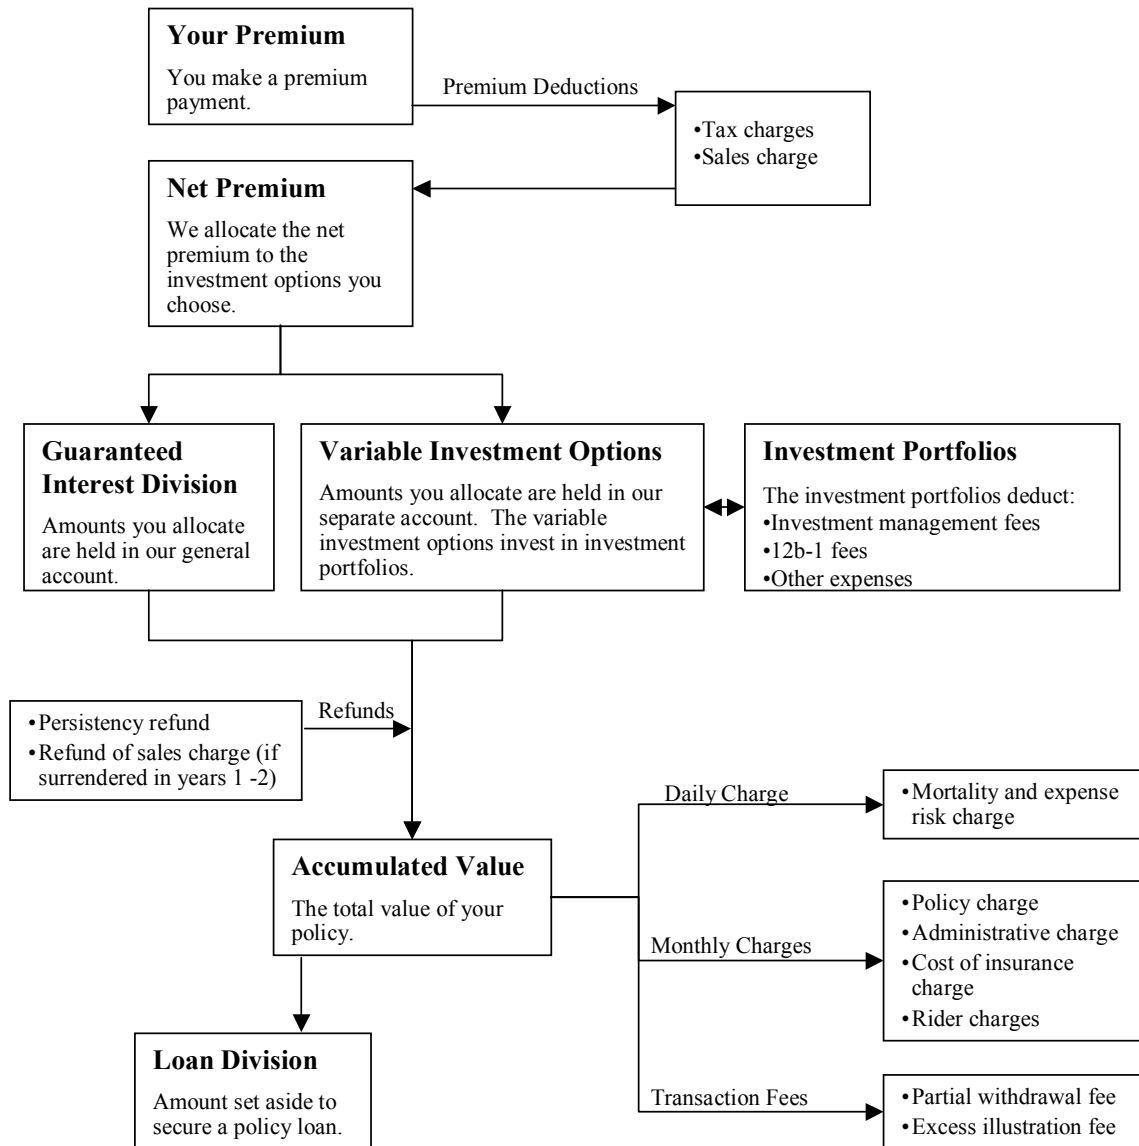 Your Premium
You make a premium
payment.
Premium Deductions
•Tax charges
•Sales charge
Net Premium
We allocate the net
premium to the
investment options you
choose.
Guaranteed
Interest Division
Amounts you allocate
are held in our general
account.
Variable Investment Options
Amounts you allocate are held in our
separate account.  The variable
investment options invest in investment
portfolios.
Investment Portfolios
The investment portfolios deduct:
•Investment management fees
•12b-1 fees
•Other expenses
•Persistency refund
•Refund of sales charge (if
surrendered in years 1 -2)
Refunds
Accumulated Value
The total value of your
policy.
Daily Charge
•Mortality and expense
risk charge
Monthly Charges
•Policy charge
•Administrative charge
•Cost of insurance
charge
•Rider charges
Loan Division
Amount set aside to
secure a policy loan.
Transaction Fees
•Partial withdrawal fee
•Excess illustration fee